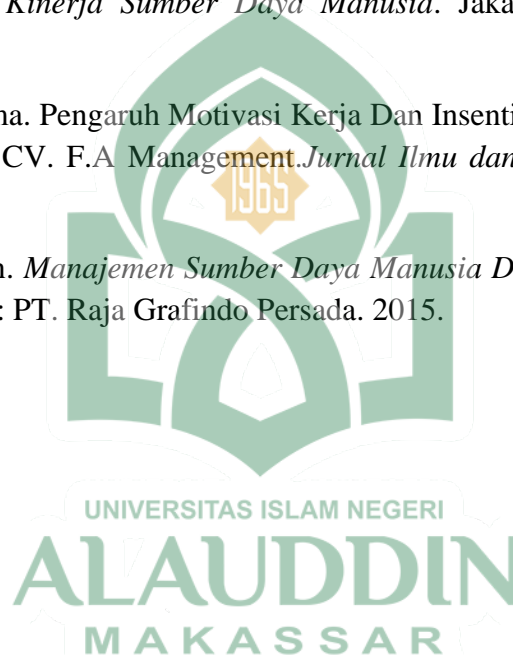 Kinerja Sumber Daya Manusia. Jaka
na. Pengaruh Motivasi Kerja Dan Insenti
CV. F.A Management.Jurnal Ilmu dan
1965
n. Manajemen Sumber Daya Manusia D
: PT. Raja Grafindo Persada. 2015.
UNIVERSITAS ISLAM NEGERI
ALAUDDIN
MAKASSAR